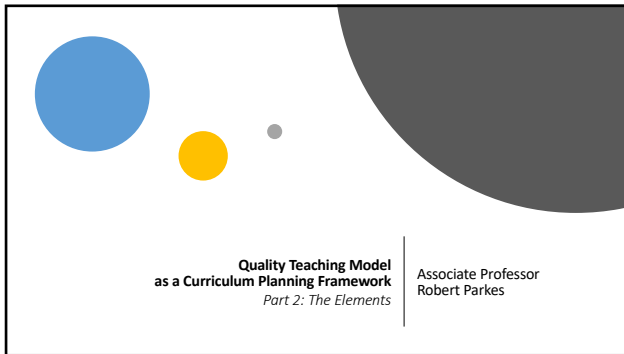 Quality Teaching Model
as a Curriculum Planning Framework
Part 2: The Elements
Associate Professor
Robert Parkes